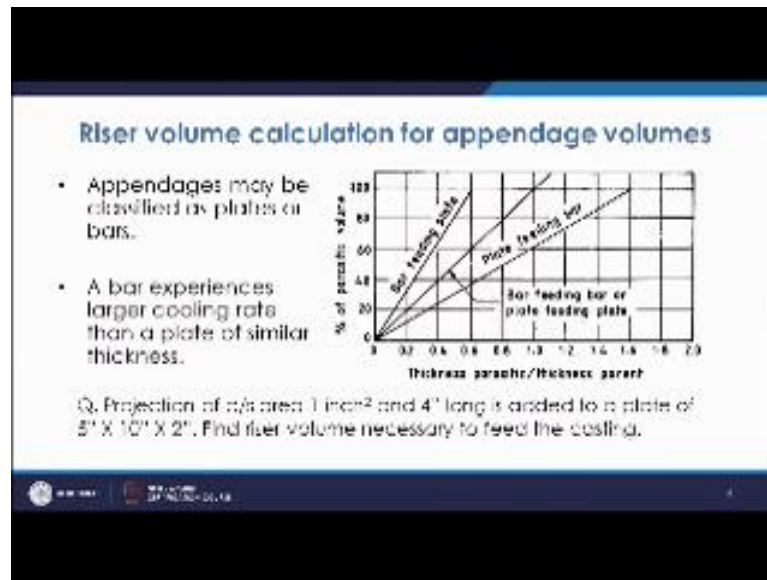 Riser volume calculation for appendage volumes
• Appendages may be
classified as plates or
bars.
• A bar experiences
larger cooling rate
than a plate of similar
thickness.
% of parasitic volume
100
80
60
40
20
0
Bar feeding plate
Plate feeding bar
Bar feeding bar or
plate feeding plate
0 0.2 0.4 0.6 0.8 1.0 1.2 1.4 1.6 1.8 2.0
Thickness parasitic/thickness parent
Q. Projection of c/s area 1 inch² and 4" long is added to a plate of
5" X 10" X 2". Find riser volume necessary to feed the casting.